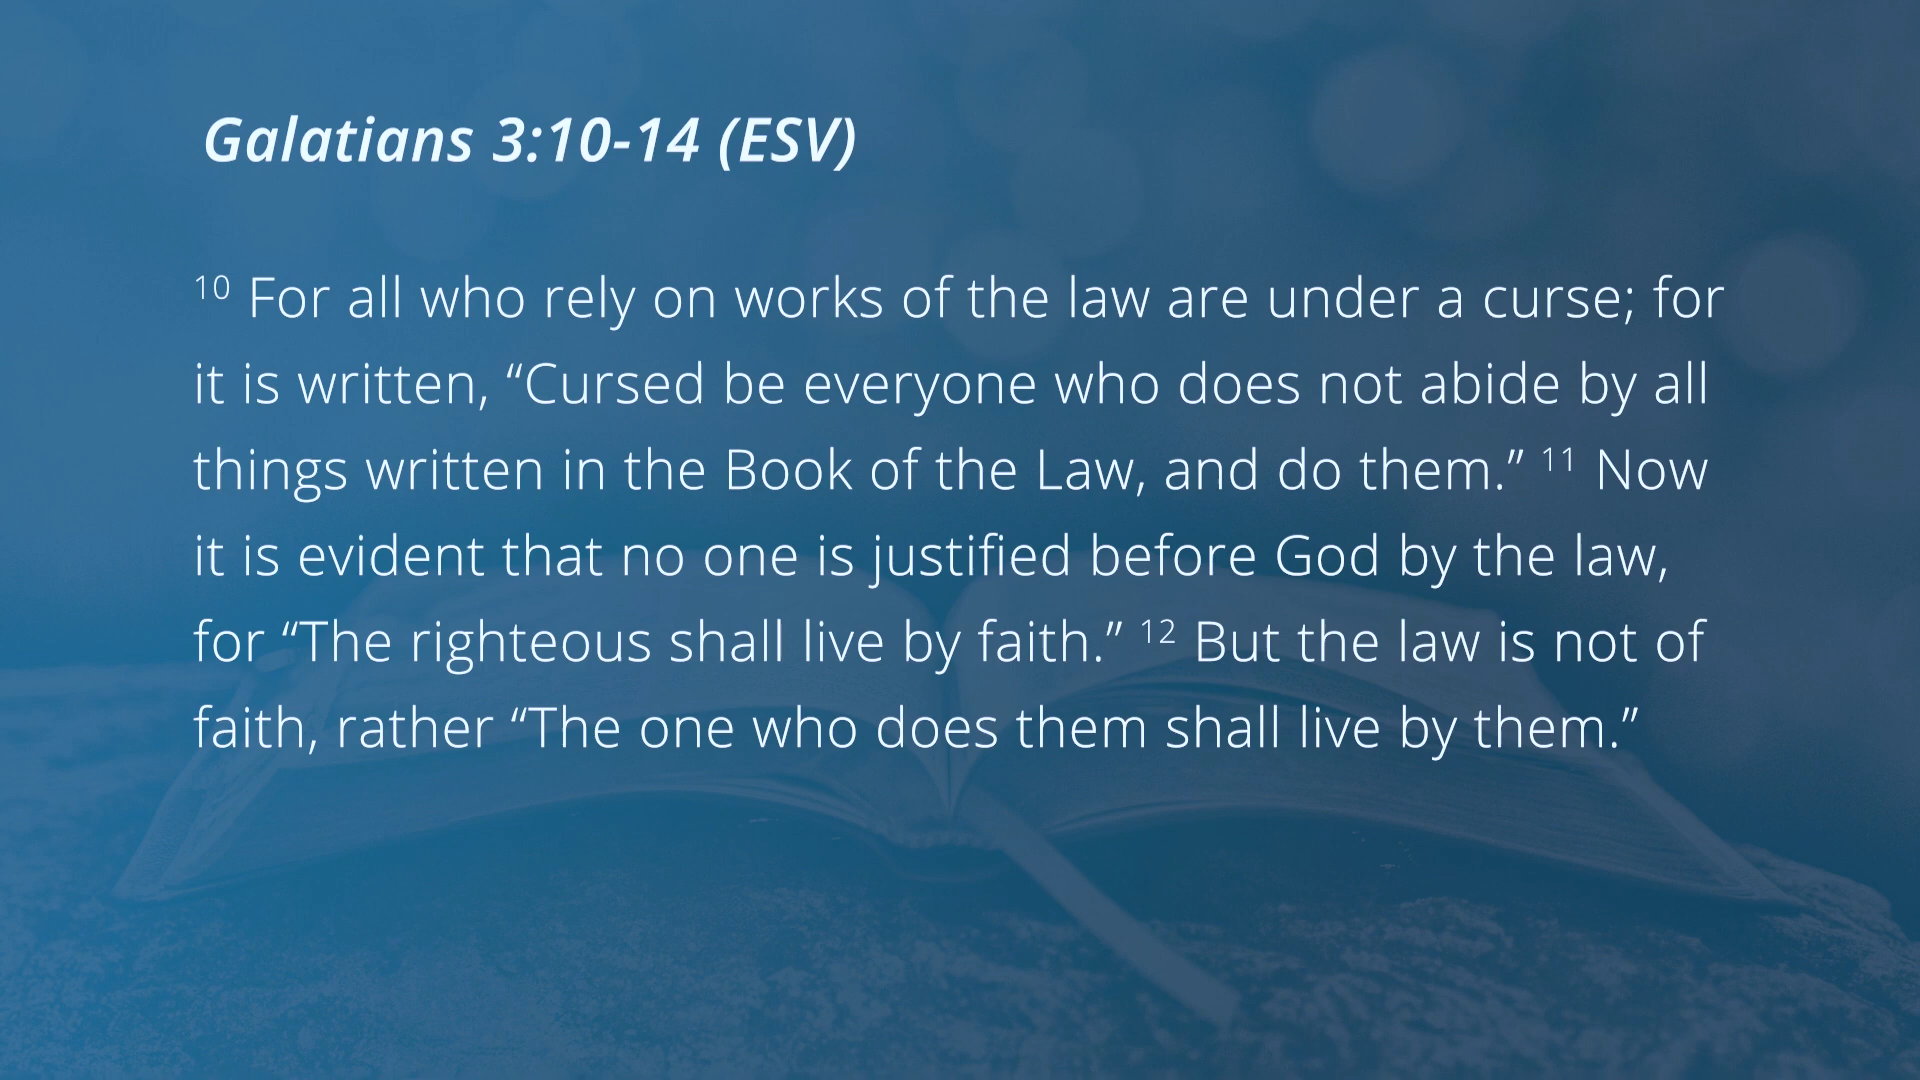 Galatians 3:10-14 (ESV)
10 For all who rely on works of the law are under a curse; for
it is written, “Cursed be everyone who does not abide by all
things written in the Book of the Law, and do them.” 11 Now
it is evident that no one is justified before God by the law,
for “The righteous shall live by faith.” 12 But the law is not of
faith, rather “The one who does them shall live by them.”